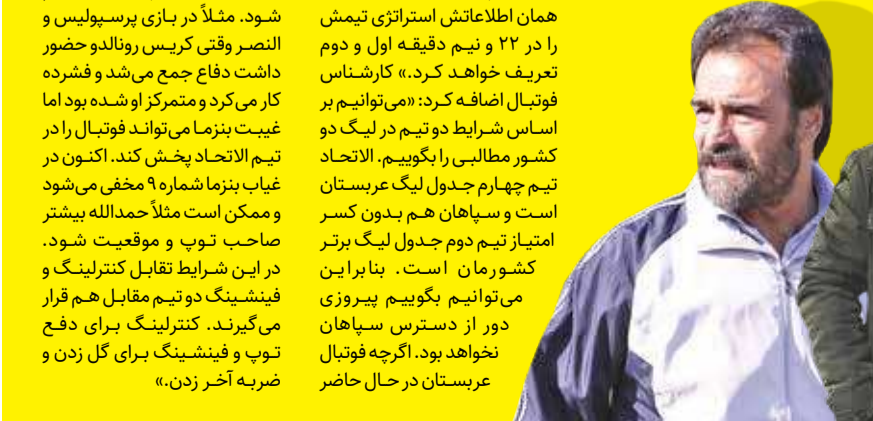 همان اطلاعاتش استراتژی تیمش
را در ۲۲ و نیم دقیقه اول و دوم
تعریف خواهد کرد.» کارشناس
فوتبال اضافه کرد: «می‌توانیم بر
اساس شرایط دو تیم در لیگ دو
کشور مطالبی را بگوییم. الاتحاد
تیم چهارم جدول لیگ عربستان
است و سپاهان هم بدون کسر
امتیاز تیم دوم جدول لیگ برتر
کشورمان است. بنابراین
می‌توانیم بگوییم پیروزی
دور از دسترس سپاهان
نخواهد بود. اگرچه فوتبال
عربستان در حال حاضر
شود. مثلاً در بازی پرسپولیس و
النصر وقتی کریس رونالدو حضور
داشت دفاع جمع می‌شد و فشرده
کار می‌کرد و متمرکز او شده بود اما
غیبت بنزما می‌تواند فوتبال را در
تیم الاتحاد پخش کند. اکنون در
غیاب بنزما شماره ۹ مخفی می‌شود
و ممکن است مثلاً حمدالله بیشتر
صاحب توپ و موقعیت شود.
در این شرایط تقابل کنترلینگ و
فینشینگ دو تیم مقابل هم قرار
می‌گیرند. کنترلینگ برای دفع
توپ و فینشینگ برای گل زدن و
ضربه آخر زدن.»